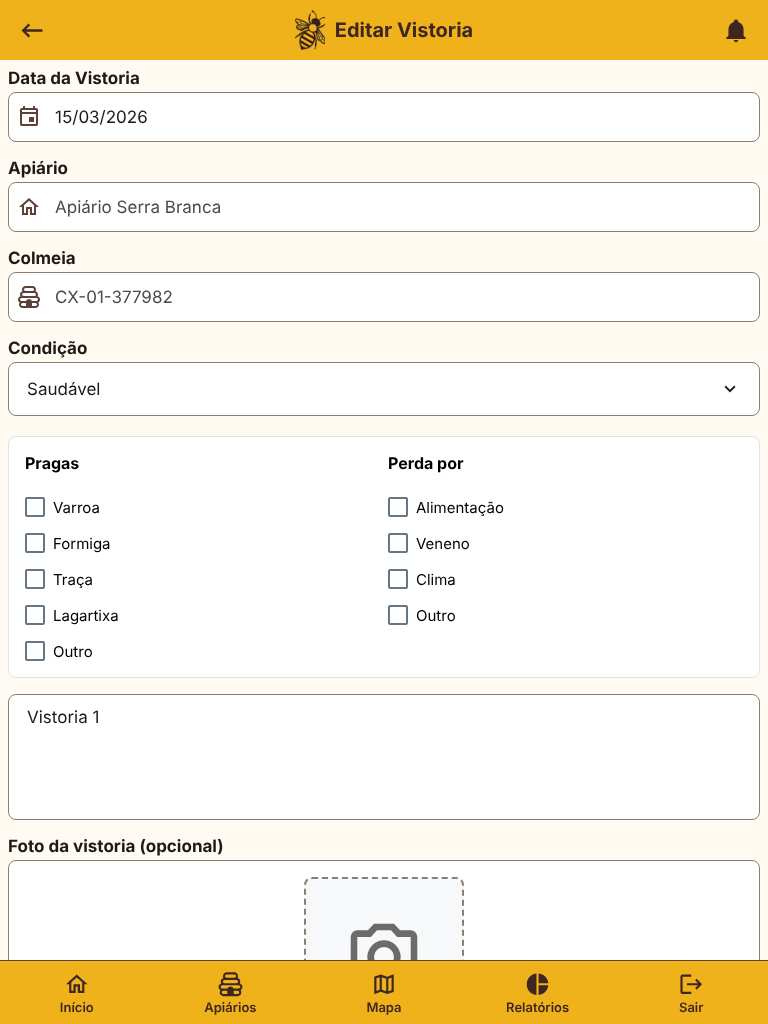 Editar Vistoria
Data da Vistoria
15/03/2026
Apiário
Apiário Serra Branca
Colmeia
CX-01-377982
Condição
Saudável
Pragas
Varroa
Formiga
Traça
Lagartixa
Outro
Perda por
Alimentação
Veneno
Clima
Outro
Vistoria 1
Foto da vistoria (opcional)
Início
Apiários
Mapa
Relatórios
Sair